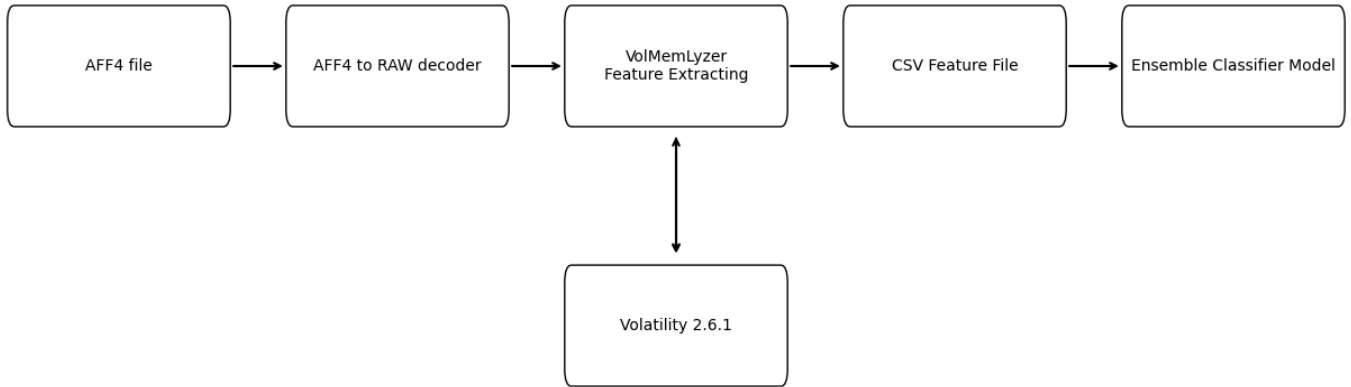 AFF4 file
AFF4 to RAW decoder
VolMemLyzer
Feature Extracting
CSV Feature File
Ensemble Classifier Model
Volatility 2.6.1